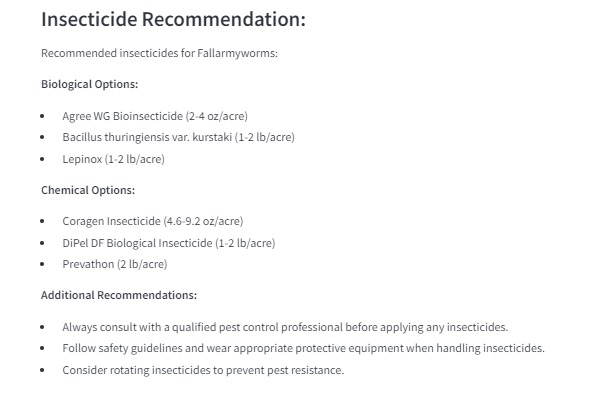 Insecticide Recommendation:
Recommended insecticides for Fallarmyworms:
Biological Options:
• Agree WG Bioinsecticide (2-4 oz/acre)
• Bacillus thuringiensis var. kurstaki (1-2 lb/acre)
• Lepinox (1-2 lb/acre)
Chemical Options:
• Coragen Insecticide (4.6-9.2 oz/acre)
• DiPel DF Biological Insecticide (1-2 lb/acre)
• Prevathon (2 lb/acre)
Additional Recommendations:
• Always consult with a qualified pest control professional before applying any insecticides.
• Follow safety guidelines and wear appropriate protective equipment when handling insecticides.
• Consider rotating insecticides to prevent pest resistance.